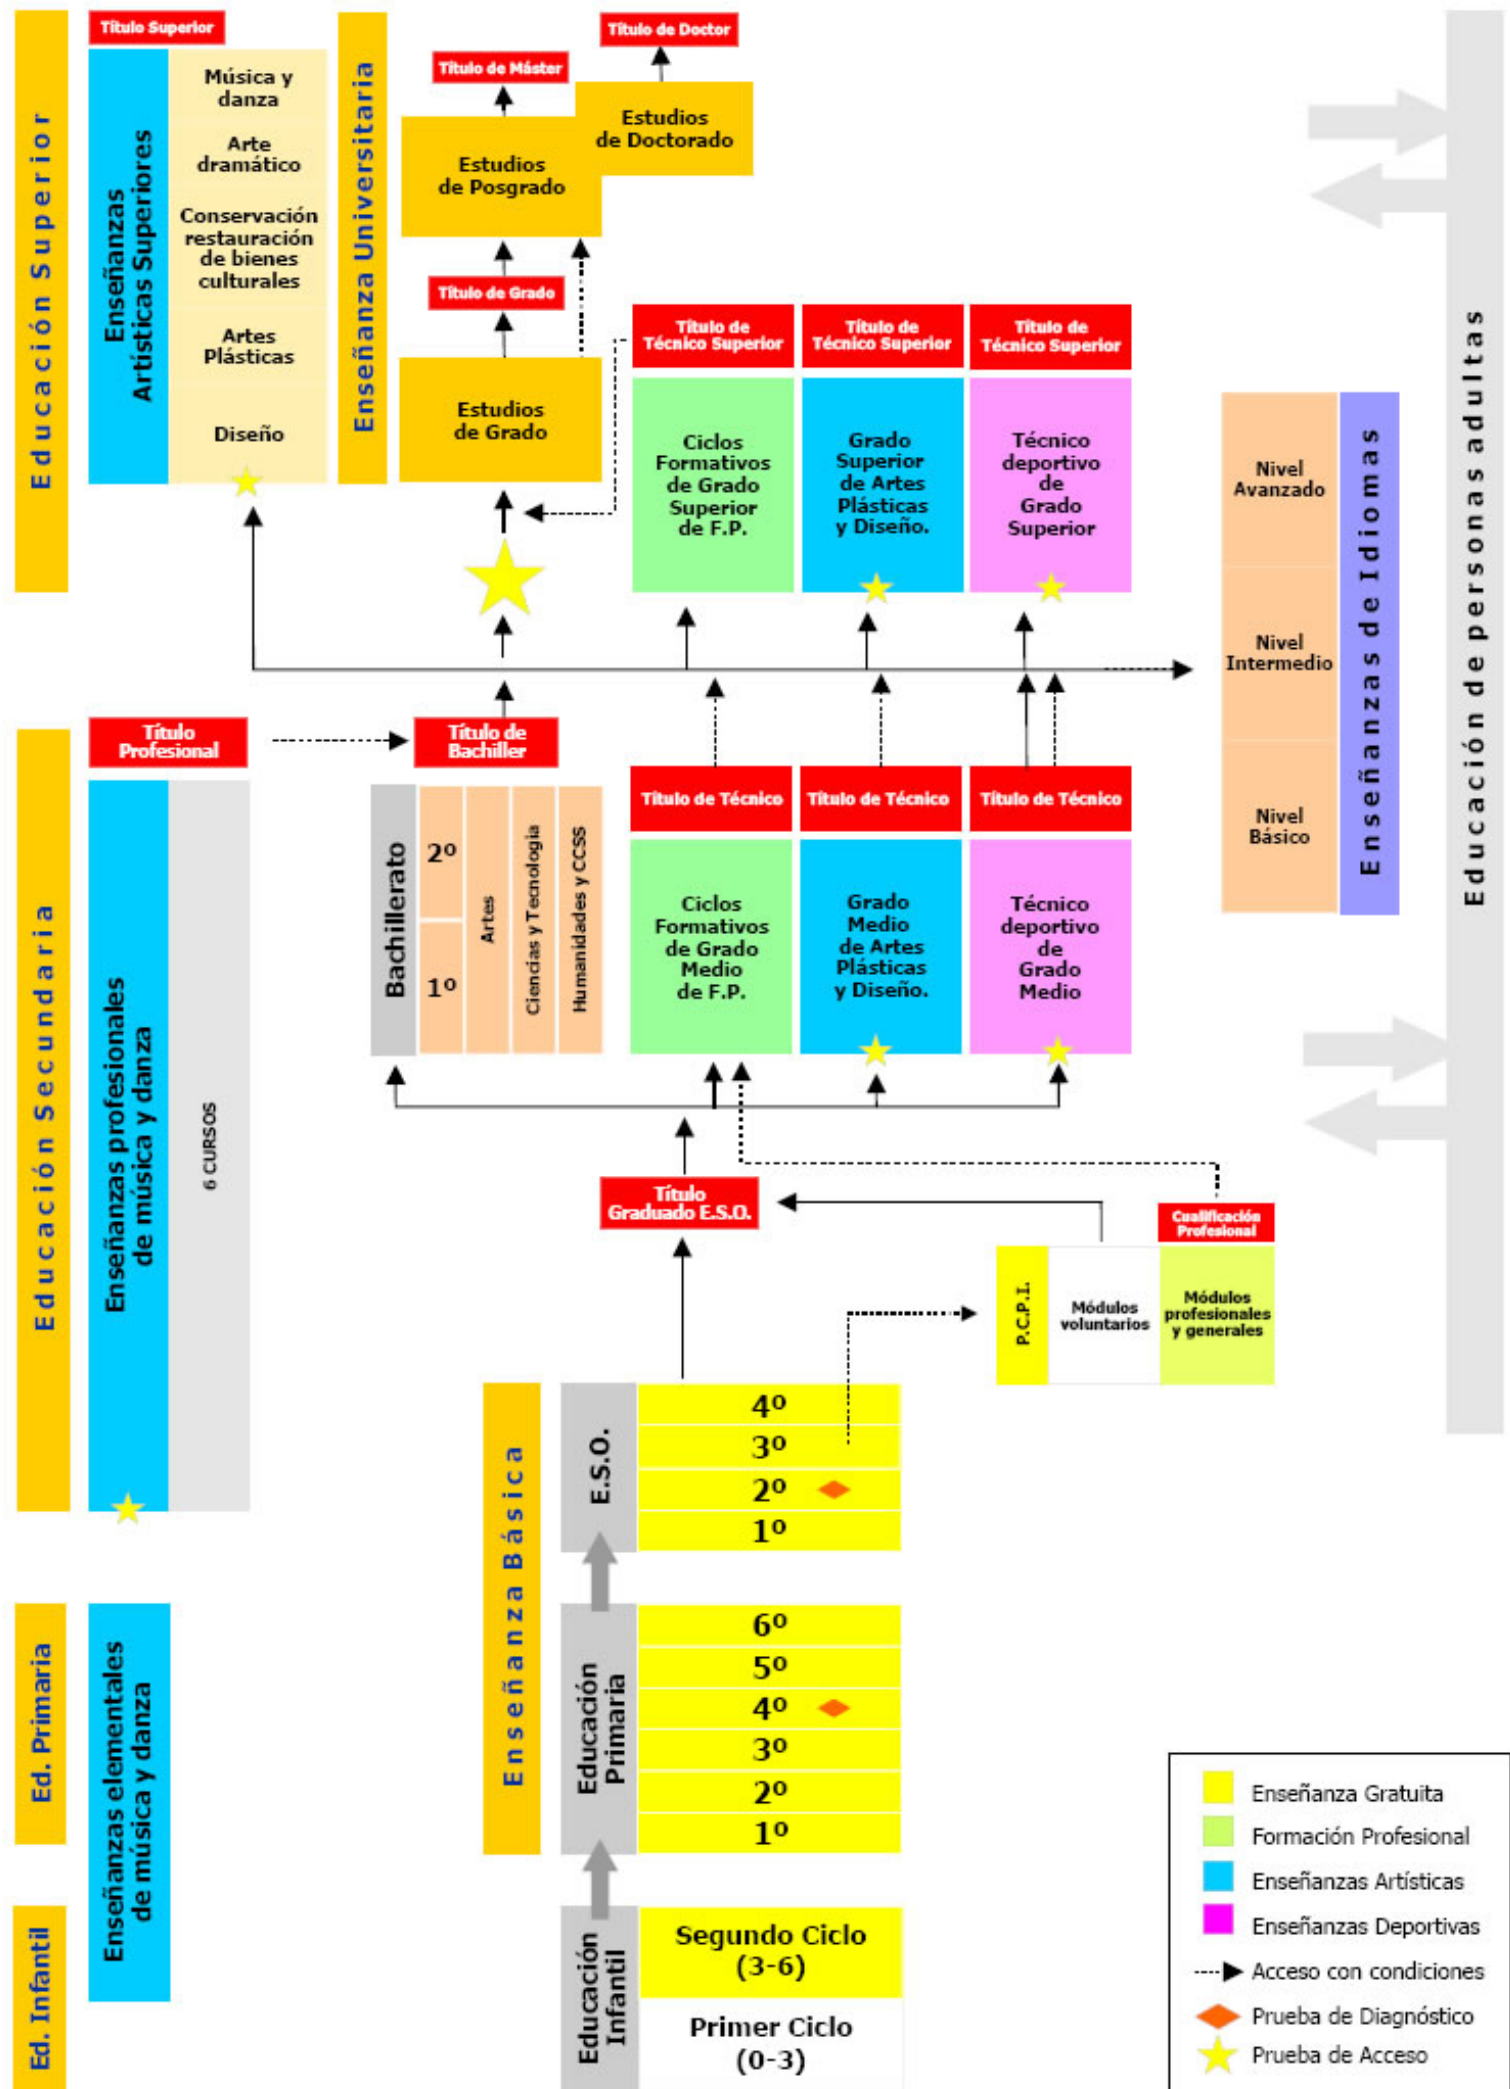 Educación Superior
Título Superior
Enseñanzas
Artísticas Superiores
Música y
danza
Arte
dramático
Conservación
restauración
de bienes
culturales
Artes
Plásticas
Diseño
Enseñanza Universitaria
Título de Máster
Título de Doctor
Estudios
de Doctorado
Estudios
de Posgrado
Título de Grado
Estudios
de Grado
Título de
Técnico Superior
Ciclos
Formativos
de Grado
Superior
de F.P.
Título de
Técnico Superior
Grado
Superior
de Artes
Plásticas
y Diseño.
Título de
Técnico Superior
Técnico
deportivo
de
Grado
Superior
Nivel
Avanzado
Nivel
Intermedio
Nivel
Básico
Enseñanzas de Idiomas
Educación de personas adultas
Educación Secundaria
Título
Profesional
Enseñanzas profesionales
de música y danza
6 CURSOS
Título de
Bachiller
Bachillerato
2º
1º
Artes
Ciencias y Tecnología
Humanidades y CCSS
Título de Técnico
Ciclos
Formativos
de Grado
Medio
de F.P.
Título de Técnico
Grado
Medio
de Artes
Plásticas
y Diseño.
Título de Técnico
Técnico
deportivo
de
Grado
Medio
Título
Graduado E.S.O.
Cualificación
Profesional
P.C.P.I.
Módulos
voluntarios
Módulos
profesionales
y generales
Enseñanza Básica
E.S.O.
4º
3º
2º
1º
Ed. Primaria
Enseñanzas elementales
de música y danza
Educación
Primaria
6º
5º
4º
3º
2º
1º
Ed. Infantil
Educación
Infantil
Segundo Ciclo
(3-6)
Primer Ciclo
(0-3)
Enseñanza Gratuita
Formación Profesional
Enseñanzas Artísticas
Enseñanzas Deportivas
Acceso con condiciones
Prueba de Diagnóstico
Prueba de Acceso